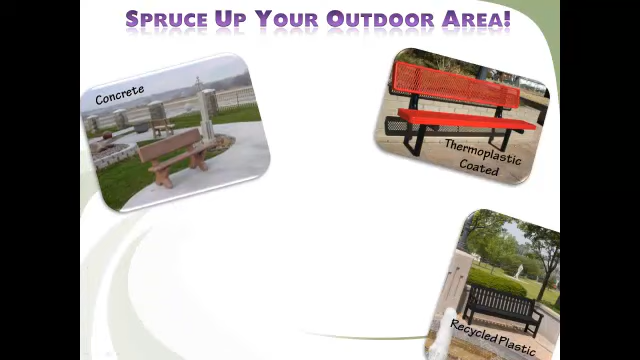 Spruce Up Your Outdoor Area!
Concrete
Thermoplastic
Coated
Recycled Plastic